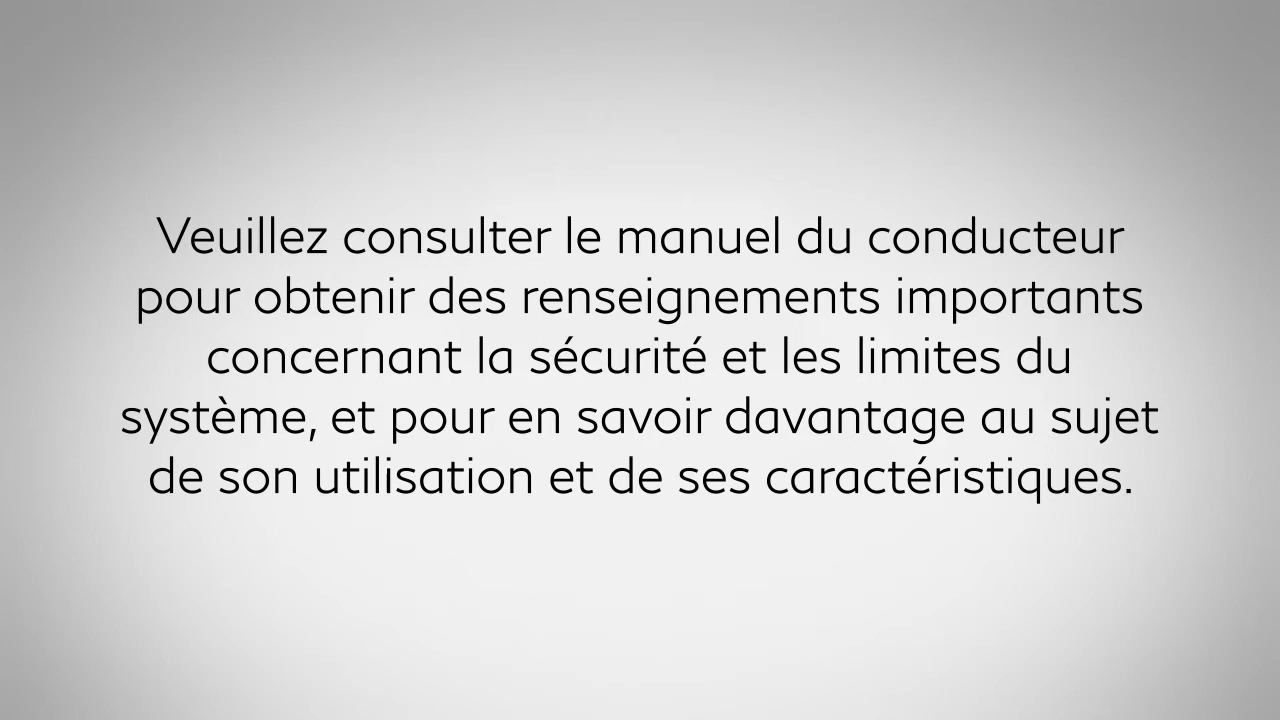 Veuillez consulter le manuel du conducteur
pour obtenir des renseignements importants
concernant la sécurité et les limites du
système, et pour en savoir davantage au sujet
de son utilisation et de ses caractéristiques.